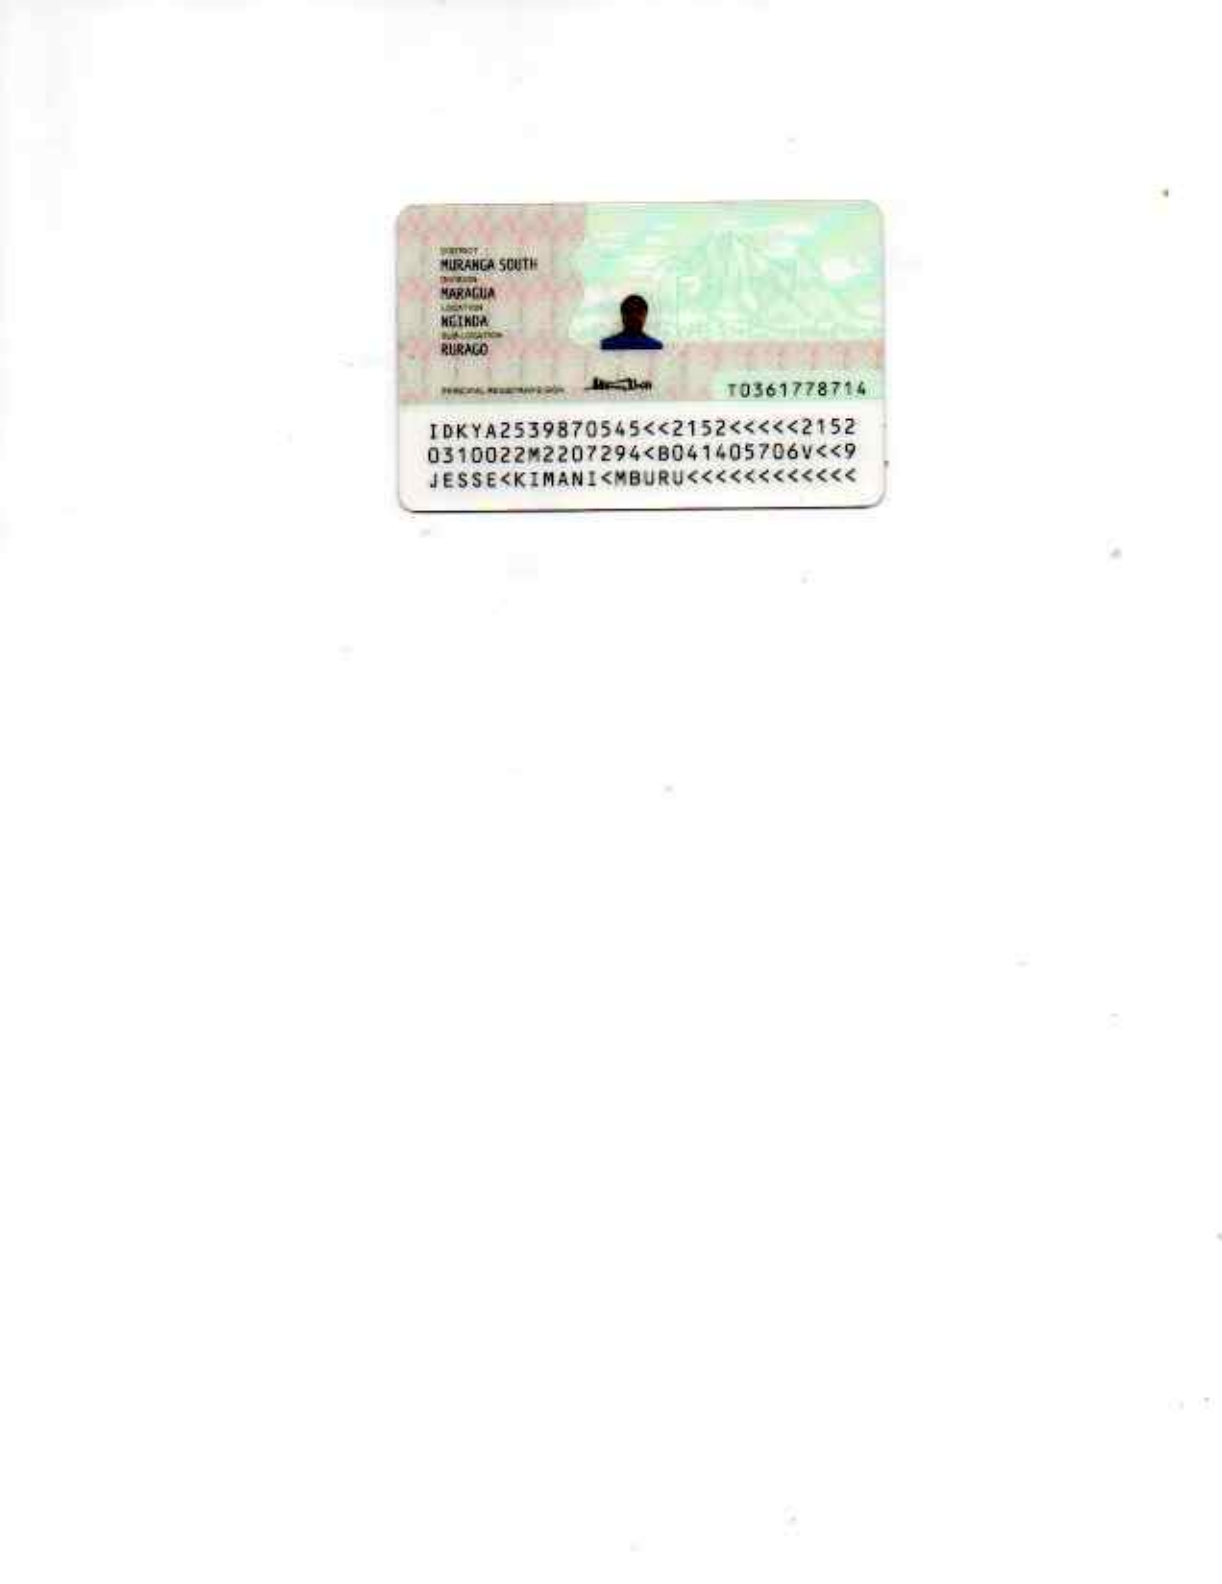 DISTRICT
MURANGA SOUTH
DIVISION
MARAGUA
LOCATION
NGINDA
SUB-LOCATION
RURAGO
PRINCIPAL REGISTRAR'S SIGN
T0361778714
IDKYA2539870545<<2152<<<<<2152
0310022M2207294<B041405706V<<9
JESSE<KIMANI<MBURU<<<<<<<<<<<<